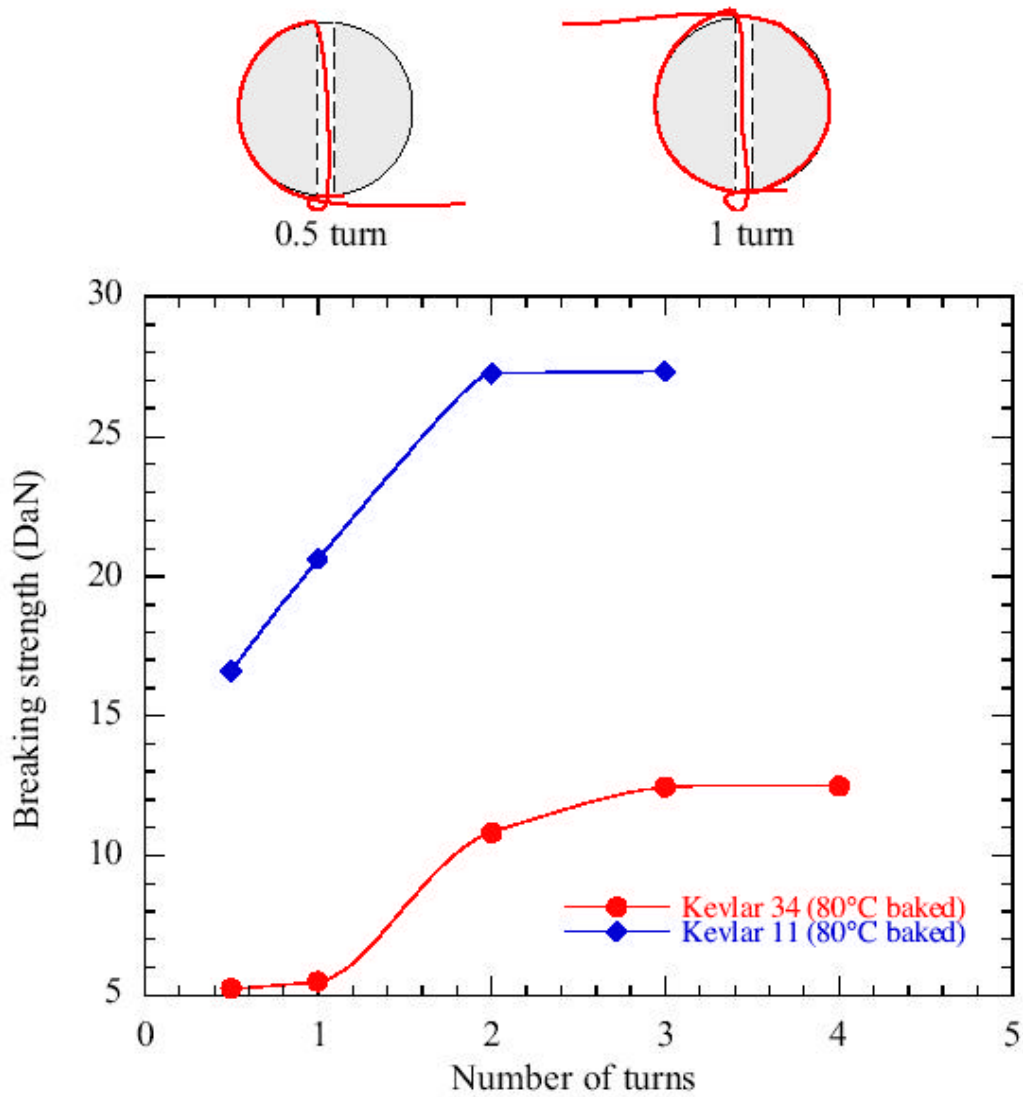 0.5 turn
1 turn
30
25
20
15
10
5
Breaking strength (DaN)
Kevlar 34 (80°C baked)
Kevlar 11 (80°C baked)
0 1 2 3 4 5
Number of turns